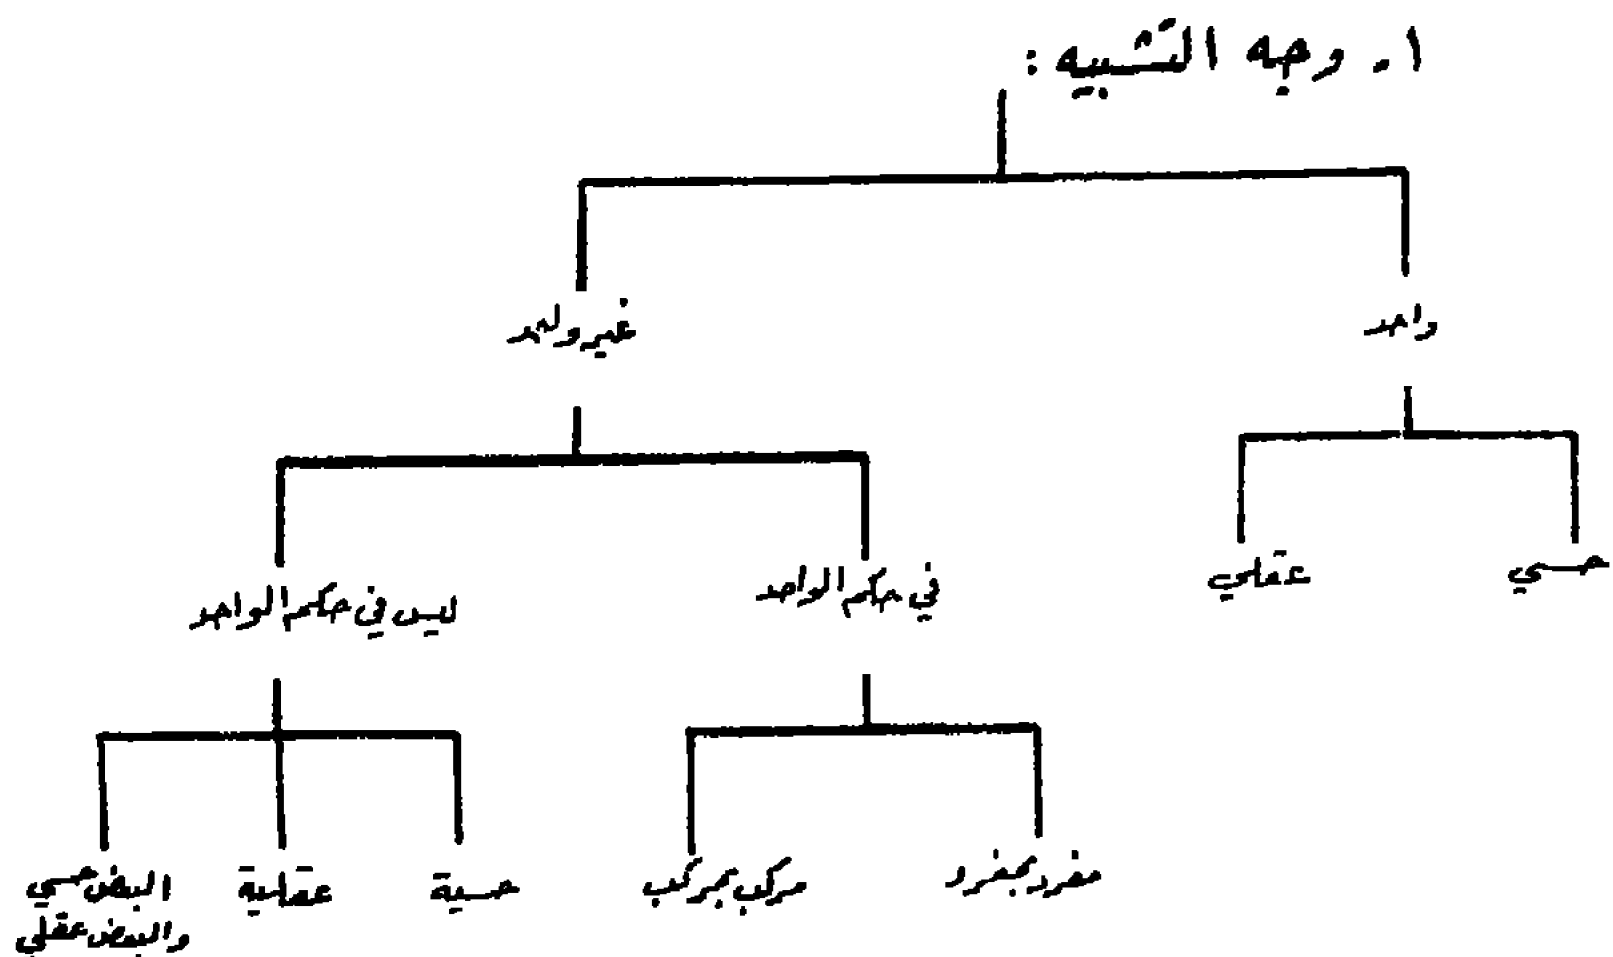 ١. وجه التشبيه :
واحد
غير واحد
حسي
عقلي
في حكم الواحد
ليس في حكم الواحد
مفرد بمفرد
مركب بمركب
حسية
عقلية
البعض حسي
والبعض عقلي